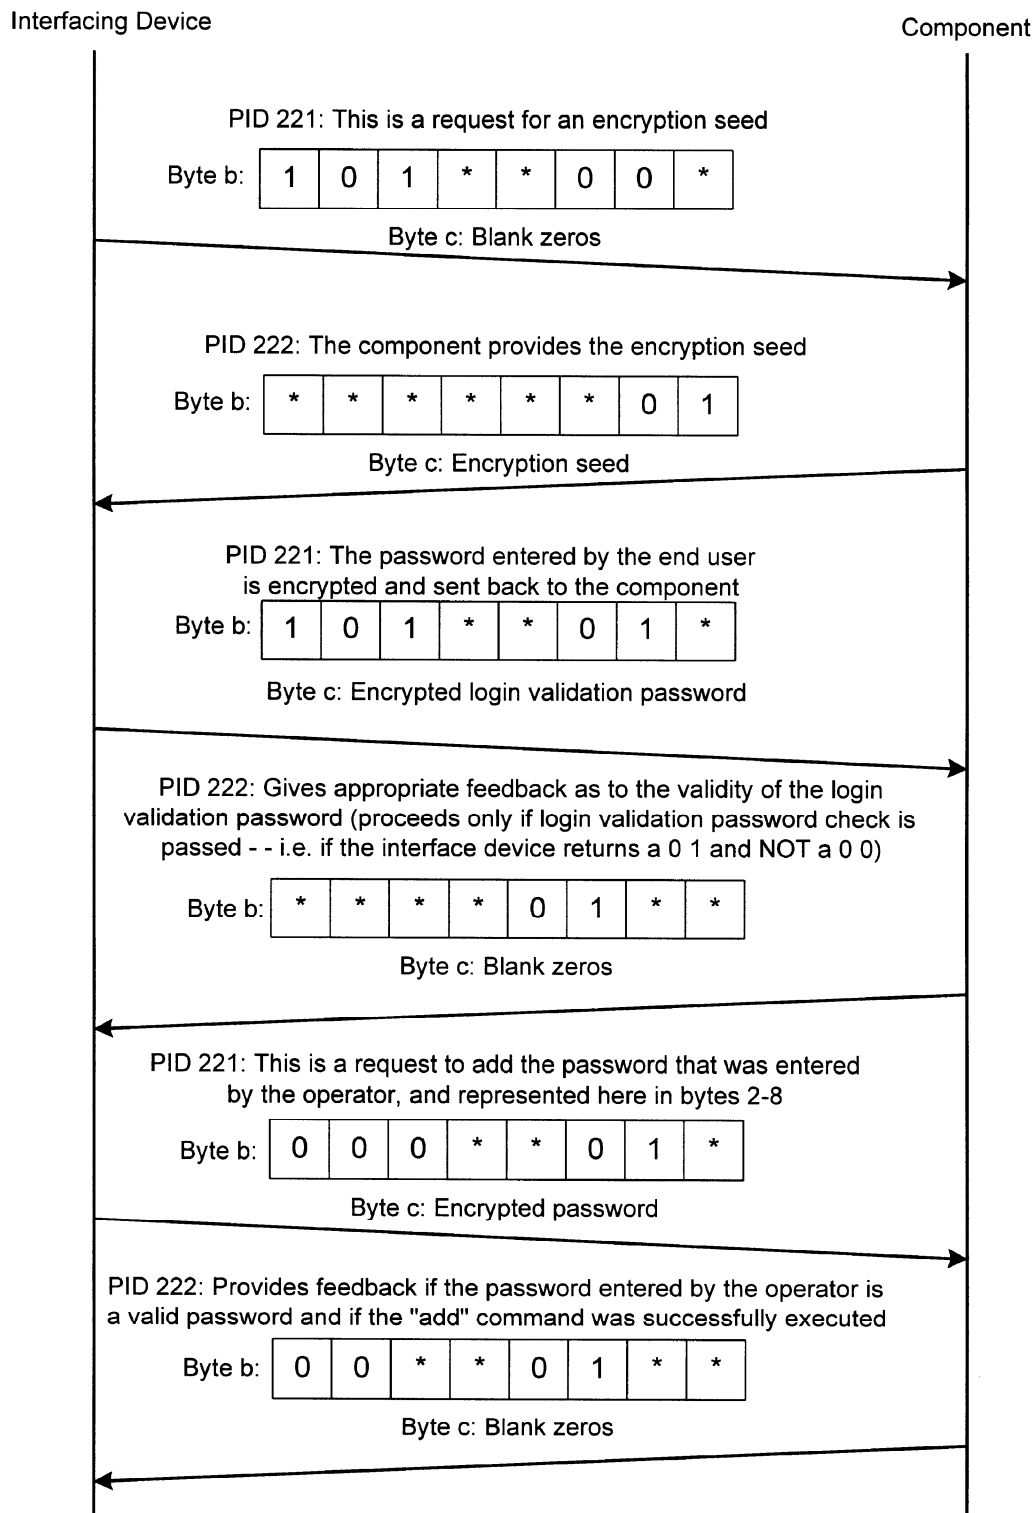 Interfacing Device
Component
PID 221: This is a request for an encryption seed
Byte b: 1 0 1 * * 0 0 *
Byte c: Blank zeros
PID 222: The component provides the encryption seed
Byte b: * * * * * * 0 1
Byte c: Encryption seed
PID 221: The password entered by the end user
is encrypted and sent back to the component
Byte b: 1 0 1 * * 0 1 *
Byte c: Encrypted login validation password
PID 222: Gives appropriate feedback as to the validity of the login
validation password (proceeds only if login validation password check is
passed - - i.e. if the interface device returns a 0 1 and NOT a 0 0)
Byte b: * * * * 0 1 * *
Byte c: Blank zeros
PID 221: This is a request to add the password that was entered
by the operator, and represented here in bytes 2-8
Byte b: 0 0 0 * * 0 1 *
Byte c: Encrypted password
PID 222: Provides feedback if the password entered by the operator is
a valid password and if the "add" command was successfully executed
Byte b: 0 0 * * 0 1 * *
Byte c: Blank zeros